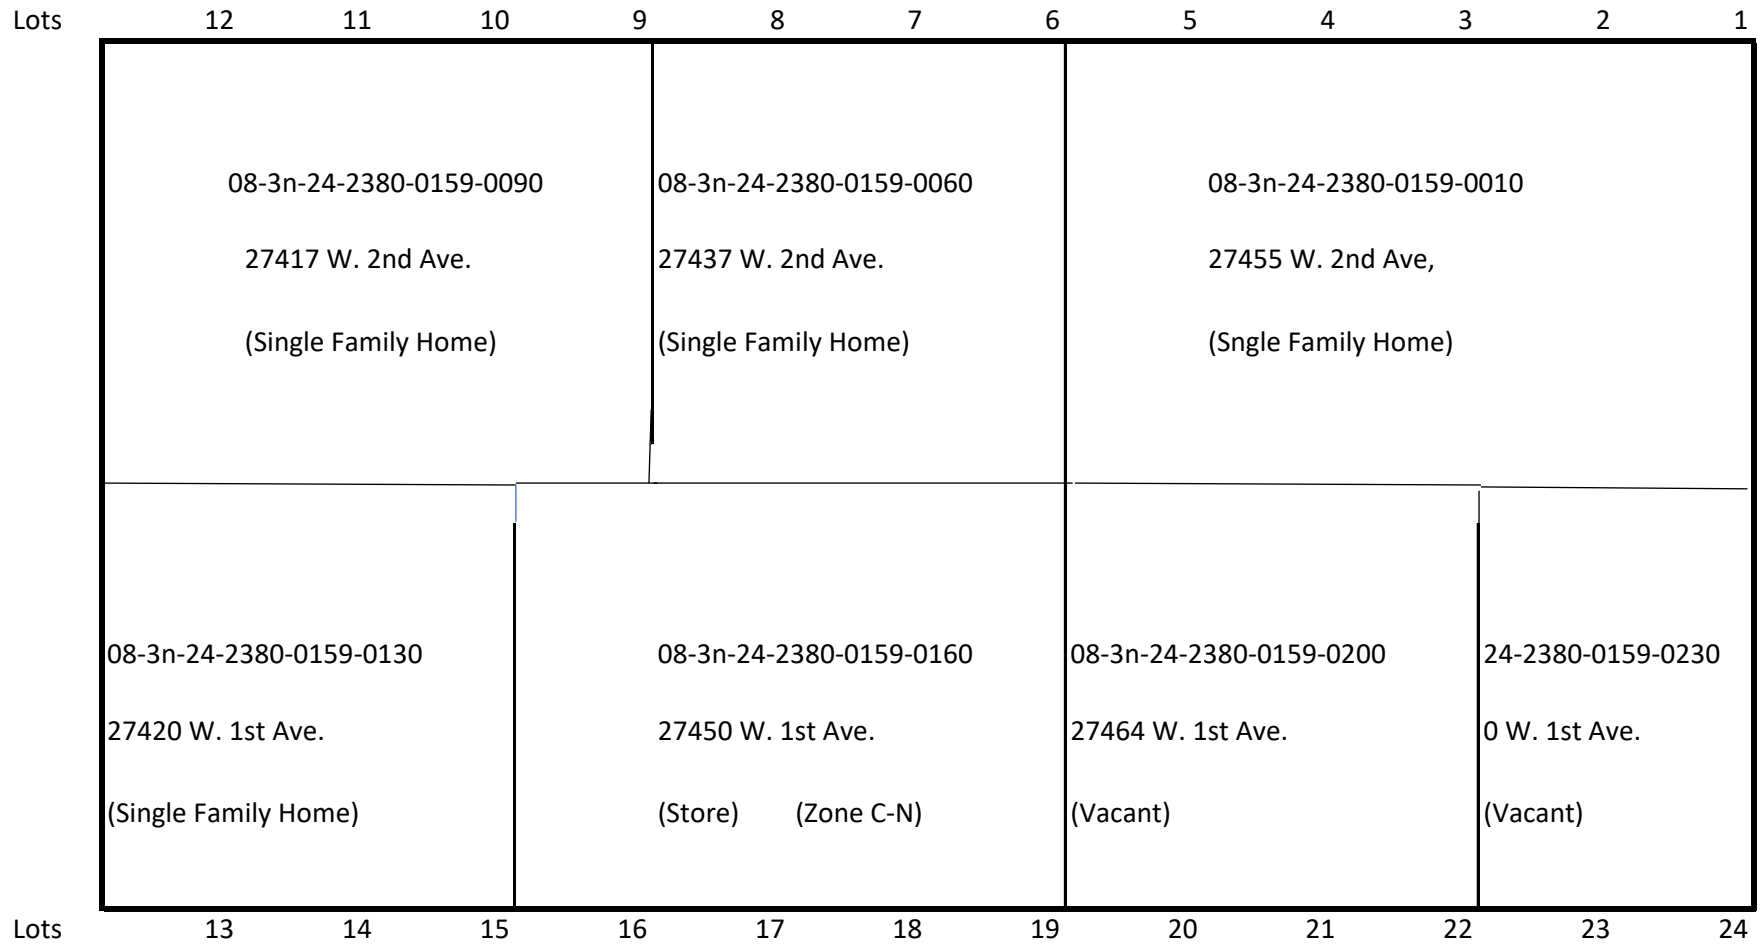 Lots 12 11 10 9 8 7 6 5 4 3 2 1
08-3n-24-2380-0159-0090 08-3n-24-2380-0159-0060 08-3n-24-2380-0159-0010
27417 W. 2nd Ave. 27437 W. 2nd Ave. 27455 W. 2nd Ave,
(Single Family Home) (Single Family Home) (Sngle Family Home)
08-3n-24-2380-0159-0130 08-3n-24-2380-0159-0160 08-3n-24-2380-0159-0200 24-2380-0159-0230
27420 W. 1st Ave. 27450 W. 1st Ave. 27464 W. 1st Ave. 0 W. 1st Ave.
(Single Family Home) (Store) (Zone C-N) (Vacant) (Vacant)
Lots 13 14 15 16 17 18 19 20 21 22 23 24